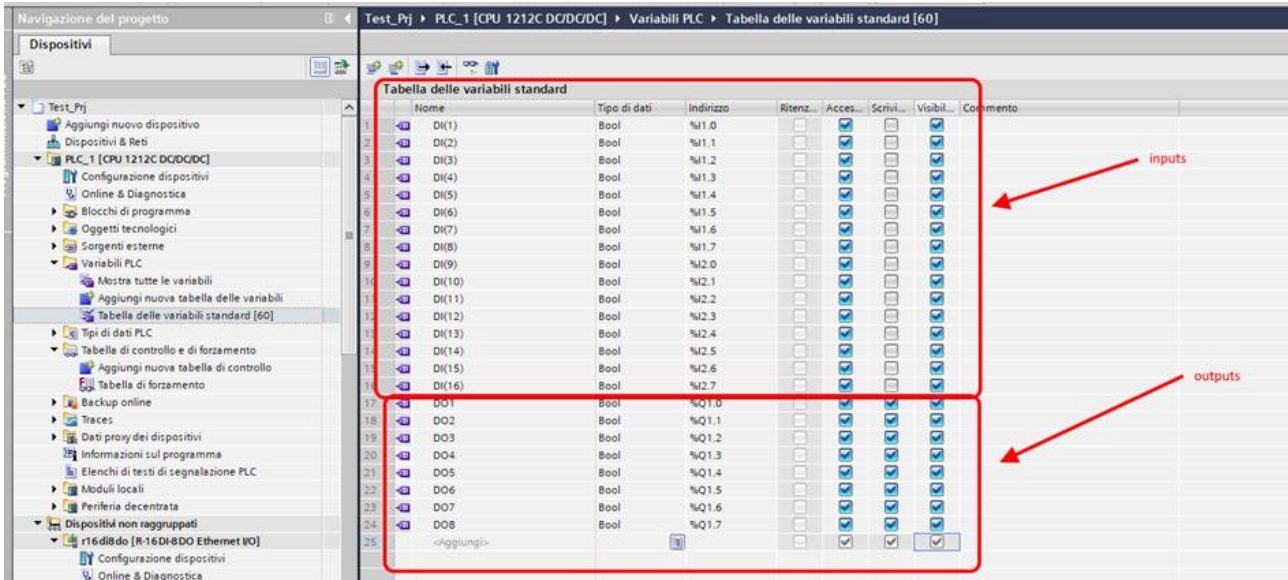 Navigazione del progetto
Test_Prj ▸ PLC_1 [CPU 1212C DC/DC/DC] ▸ Variabili PLC ▸ Tabella delle variabili standard [60]
Dispositivi
Test_Prj
Aggiungi nuovo dispositivo
Dispositivi & Reti
PLC_1 [CPU 1212C DC/DC/DC]
Configurazione dispositivi
Online & Diagnostica
Blocchi di programma
Oggetti tecnologici
Sorgenti esterne
Variabili PLC
Mostra tutte le variabili
Aggiungi nuova tabella delle variabili
Tabella delle variabili standard [60]
Tipi di dati PLC
Tabella di controllo e di forzamento
Aggiungi nuova tabella di controllo
Tabella di forzamento
Backup online
Traces
Dati proxy dei dispositivi
Informazioni sul programma
Elenchi di testi di segnalazione PLC
Moduli locali
Periferia decentrata
Dispositivi non raggruppati
r16di8do [R-16DI-8DO Ethernet I/O]
Configurazione dispositivi
Online & Diagnostica
Tabella delle variabili standard
Nome Tipo di dati Indirizzo Ritenz... Acces... Scrivi... Visibil... Commento
1 DI(1) Bool %I1.0
2 DI(2) Bool %I1.1
3 DI(3) Bool %I1.2
4 DI(4) Bool %I1.3
5 DI(5) Bool %I1.4
6 DI(6) Bool %I1.5
7 DI(7) Bool %I1.6
8 DI(8) Bool %I1.7
9 DI(9) Bool %I2.0
10 DI(10) Bool %I2.1
11 DI(11) Bool %I2.2
12 DI(12) Bool %I2.3
13 DI(13) Bool %I2.4
14 DI(14) Bool %I2.5
15 DI(15) Bool %I2.6
16 DI(16) Bool %I2.7
17 DO1 Bool %Q1.0
18 DO2 Bool %Q1.1
19 DO3 Bool %Q1.2
20 DO4 Bool %Q1.3
21 DO5 Bool %Q1.4
22 DO6 Bool %Q1.5
23 DO7 Bool %Q1.6
24 DO8 Bool %Q1.7
25 <Aggiungi>
inputs
outputs